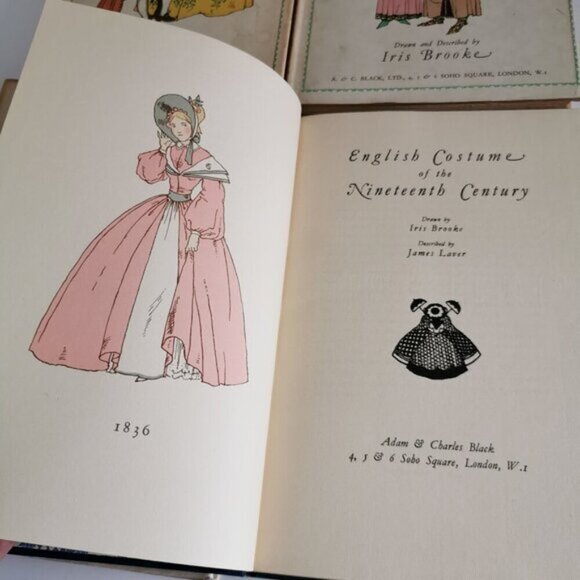 Drawn and Described by
Iris Brooke
A. & C. BLACK, LTD., 4, 5 & 6 SOHO SQUARE, LONDON, W.1
1836
English Costume
of the
Nineteenth Century
Drawn by
Iris Brooke
Described by
James Laver
Adam & Charles Black
4, 5 & 6 Soho Square, London, W.1